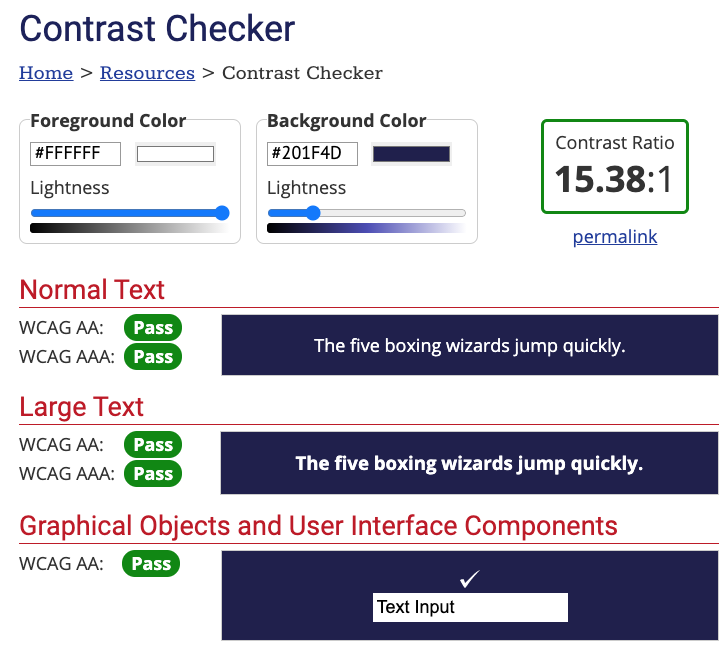 Contrast Checker
Home > Resources > Contrast Checker
Foreground Color
#FFFFFF
Lightness
Background Color
#201F4D
Lightness
Contrast Ratio
15.38:1
permalink
Normal Text
WCAG AA: Pass
WCAG AAA: Pass
The five boxing wizards jump quickly.
Large Text
WCAG AA: Pass
WCAG AAA: Pass
The five boxing wizards jump quickly.
Graphical Objects and User Interface Components
WCAG AA: Pass
✓
Text Input